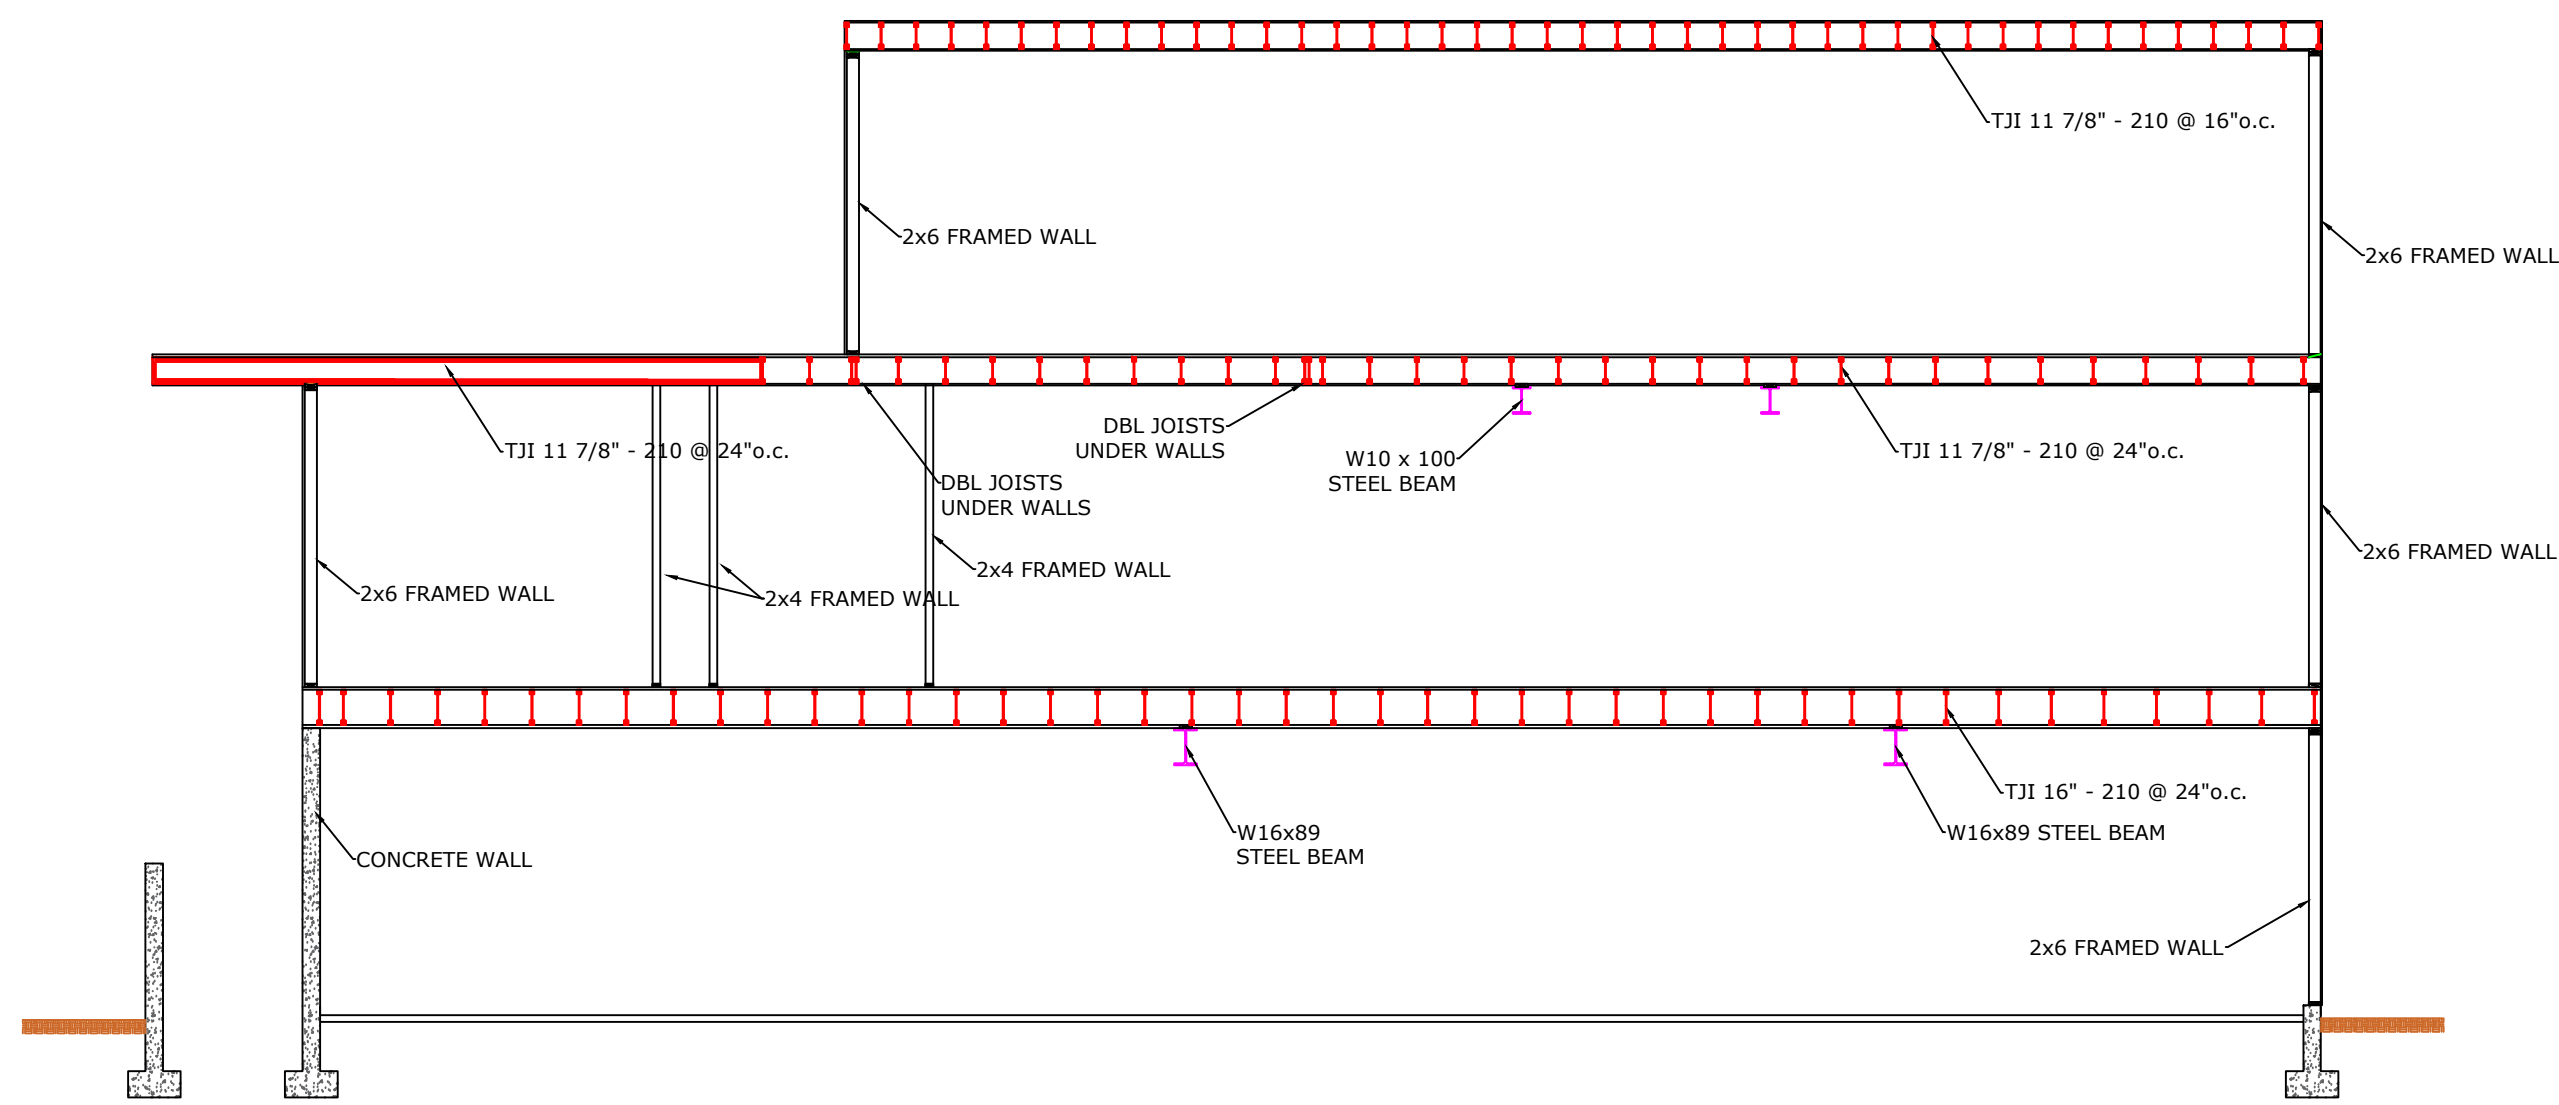 TJI 11 7/8" - 210 @ 16"o.c.
2x6 FRAMED WALL
2x6 FRAMED WALL
TJI 11 7/8" - 210 @ 24"o.c.
DBL JOISTS
UNDER WALLS
DBL JOISTS
UNDER WALLS
W10 x 100
STEEL BEAM
TJI 11 7/8" - 210 @ 24"o.c.
2x6 FRAMED WALL
2x4 FRAMED WALL
2x4 FRAMED WALL
2x6 FRAMED WALL
TJI 16" - 210 @ 24"o.c.
W16x89
STEEL BEAM
W16x89 STEEL BEAM
CONCRETE WALL
2x6 FRAMED WALL